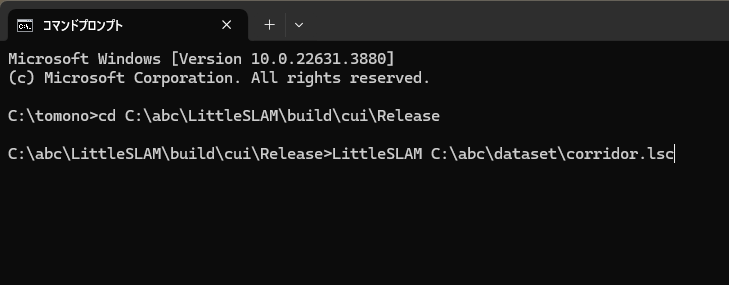 コマンドプロンプト
Microsoft Windows [Version 10.0.22631.3880]
(c) Microsoft Corporation. All rights reserved.
C:\tomono>cd C:\abc\LittleSLAM\build\cui\Release
C:\abc\LittleSLAM\build\cui\Release>LittleSLAM C:\abc\dataset\corridor.lsc